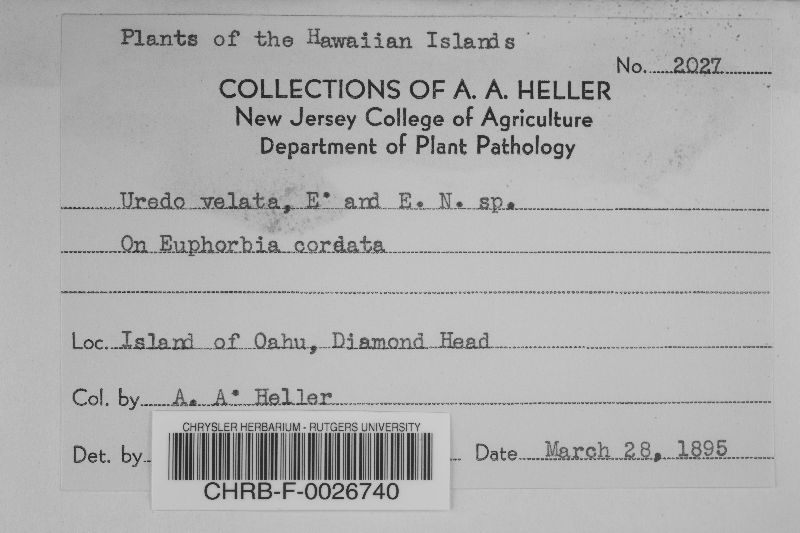 Plants of the Hawaiian Islands
No. 2027
COLLECTIONS OF A. A. HELLER
New Jersey College of Agriculture
Department of Plant Pathology
Uredo velata, E. and E. N. sp.
On Euphorbia cordata
Loc. Island of Oahu, Diamond Head
Col. by A. A. Heller
Det. by Date March 28, 1895
CHRYSLER HERBARIUM - RUTGERS UNIVERSITY
CHRB-F-0026740